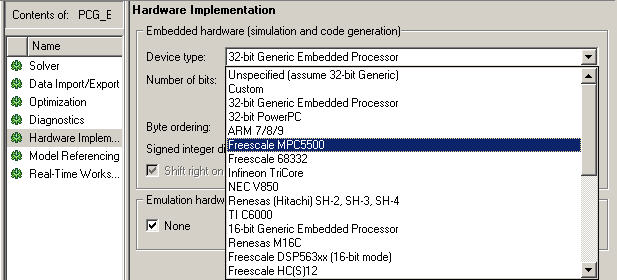 Contents of: PCG_E
Name
Solver
Data Import/Export
Optimization
Diagnostics
Hardware Implem...
Model Referencing
Real-Time Works...
Hardware Implementation
Embedded hardware (simulation and code generation)
Device type: 32-bit Generic Embedded Processor
Number of bits:
Byte ordering:
Signed integer d
Shift right on
Unspecified (assume 32-bit Generic)
Custom
32-bit Generic Embedded Processor
32-bit PowerPC
ARM 7/8/9
Freescale MPC5500
Freescale 68332
Infineon TriCore
NEC V850
Renesas (Hitachi) SH-2, SH-3, SH-4
TI C6000
16-bit Generic Embedded Processor
Renesas M16C
Freescale DSP563xx (16-bit mode)
Freescale HC(S)12
Emulation hardw
None